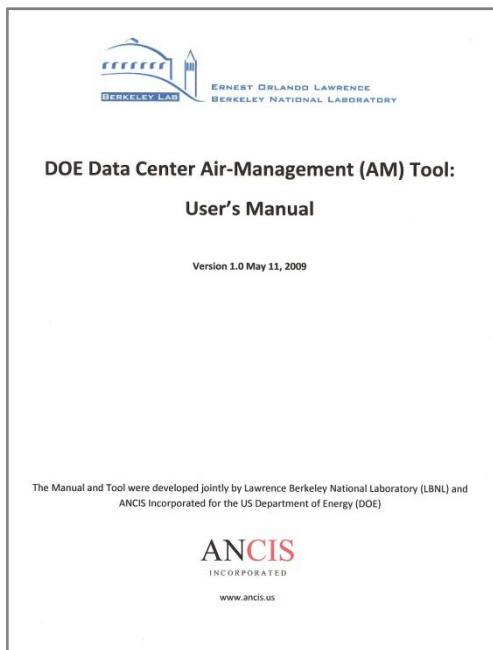 BERKELEY LAB
ERNEST ORLANDO LAWRENCE
BERKELEY NATIONAL LABORATORY
DOE Data Center Air-Management (AM) Tool:
User's Manual
Version 1.0 May 11, 2009
The Manual and Tool were developed jointly by Lawrence Berkeley National Laboratory (LBNL) and
ANCIS Incorporated for the US Department of Energy (DOE)
ANCIS
INCORPORATED
www.ancis.us